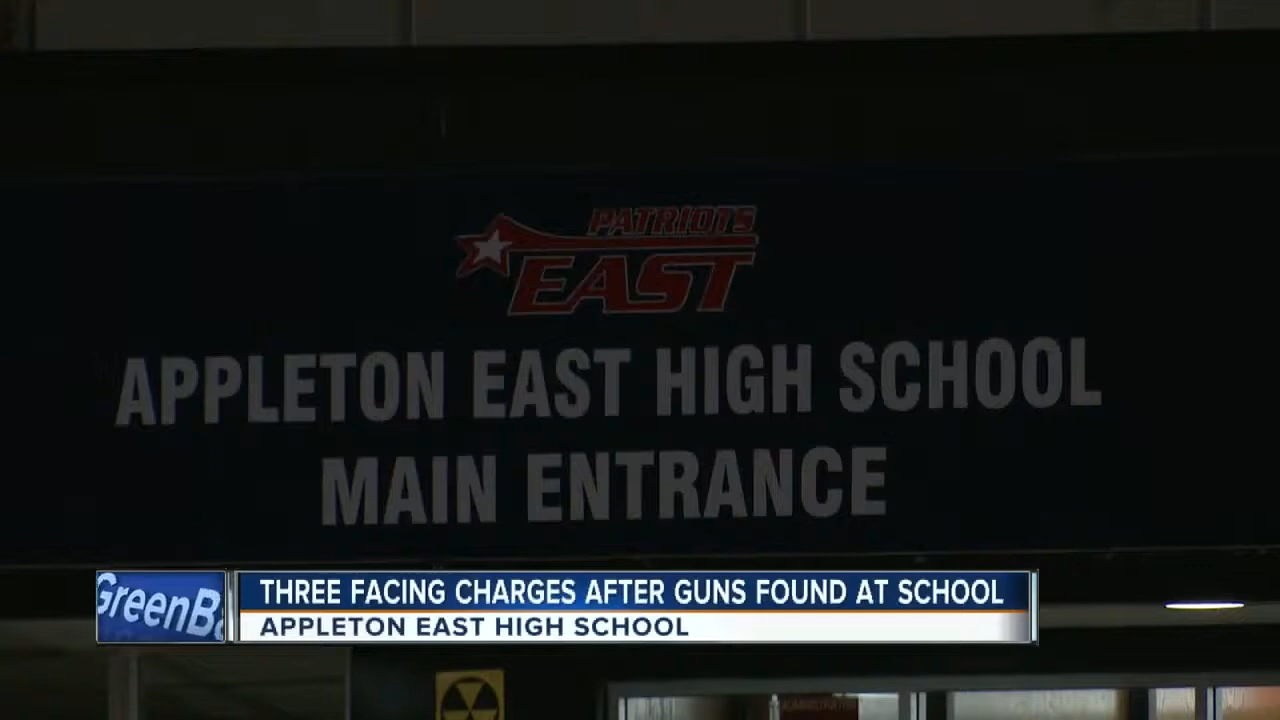 PATRIOTS
EAST
APPLETON EAST HIGH SCHOOL
MAIN ENTRANCE
THREE FACING CHARGES AFTER GUNS FOUND AT SCHOOL
APPLETON EAST HIGH SCHOOL